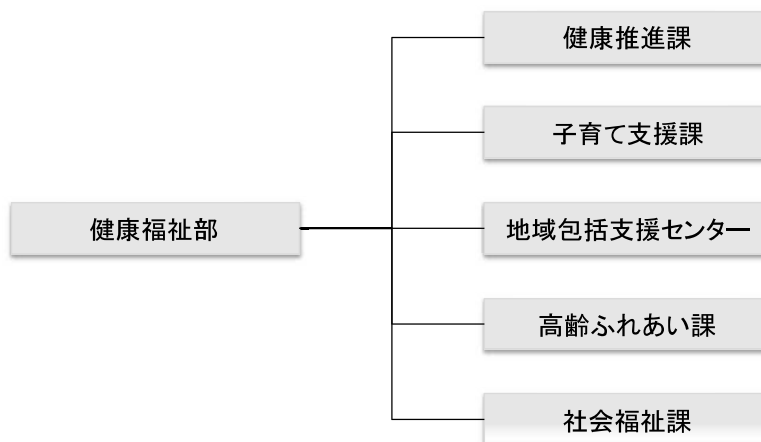 健康推進課
子育て支援課
健康福祉部
地域包括支援センター
高齢ふれあい課
社会福祉課